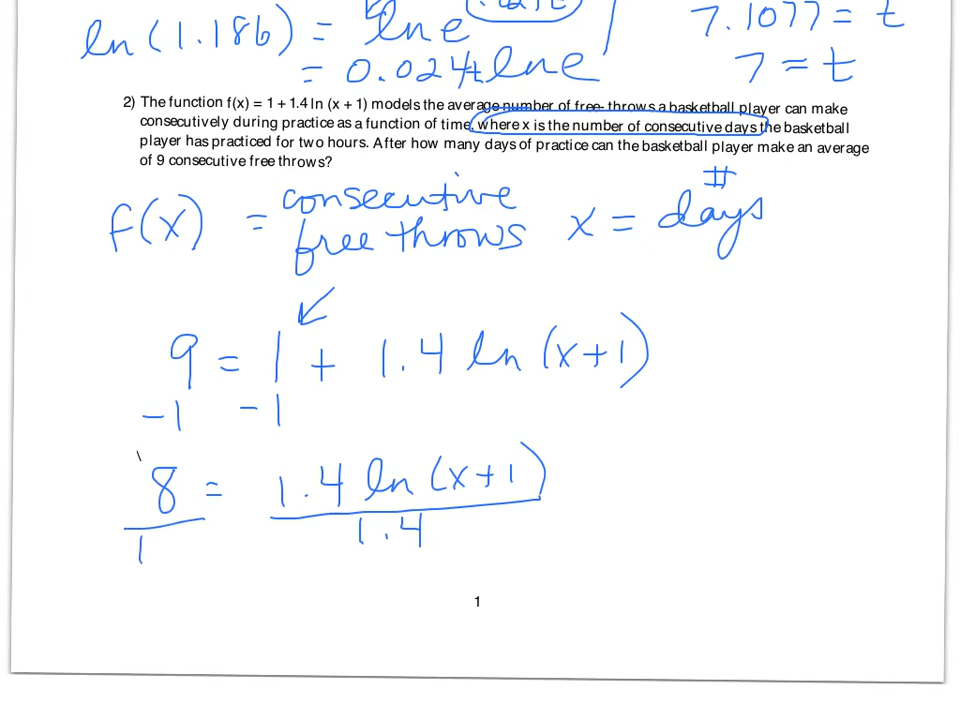 ln(1.186) = lne
= 0.024t lne
7.1077 = t
7 = t
2) The function f(x) = 1 + 1.4 ln (x + 1) models the average number of free- throws a basketball player can make
consecutively during practice as a function of time, where x is the number of consecutive days the basketball
player has practiced for two hours. After how many days of practice can the basketball player make an average
of 9 consecutive free throws?
f(x) = consecutive free throws x = # days
9 = 1 + 1.4 ln (x+1)
-1 -1
8 = 1.4 ln (x+1)
1 1.4
1